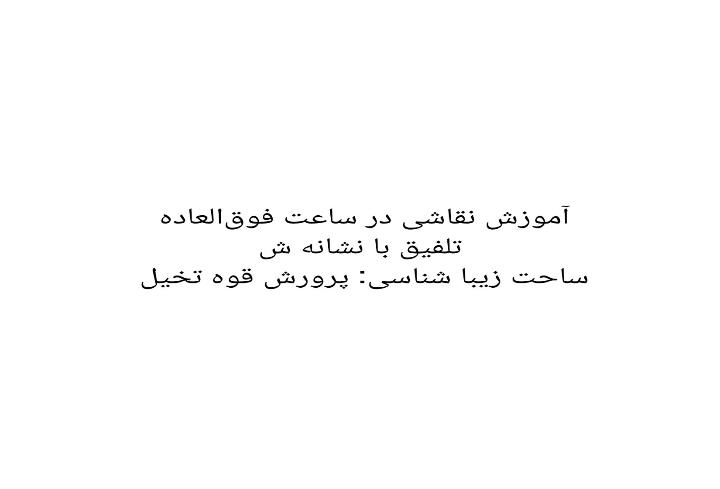 آموزش نقاشی در ساعت فوق‌العاده
تلفیق با نشانه ش
ساحت زیبا شناسی: پرورش قوه تخیل